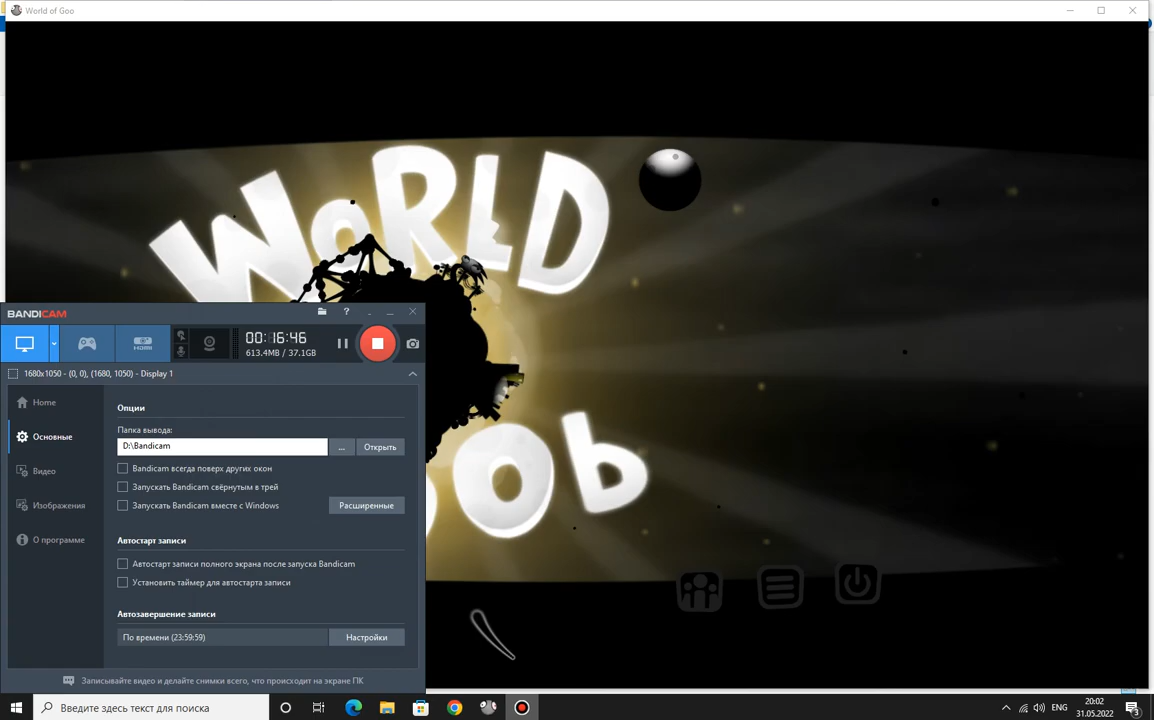 World of Goo
WORLD
Goo
BANDICAM
00:16:46
613.4MB / 37.1GB
HDMI
1680x1050 - (0, 0), (1680, 1050) - Display 1
Home
Основные
Видео
Изображения
О программе
Опции
Папка вывода:
D:\Bandicam
...
Открыть
Bandicam всегда поверх других окон
Запускать Bandicam свёрнутым в трей
Запускать Bandicam вместе с Windows
Расширенные
Автостарт записи
Автостарт записи полного экрана после запуска Bandicam
Установить таймер для автостарта записи
Автозавершение записи
По времени (23:59:59)
Настройки
Записывайте видео и делайте снимки всего, что происходит на экране ПК
Введите здесь текст для поиска
ENG
20:02
31.05.2022
3